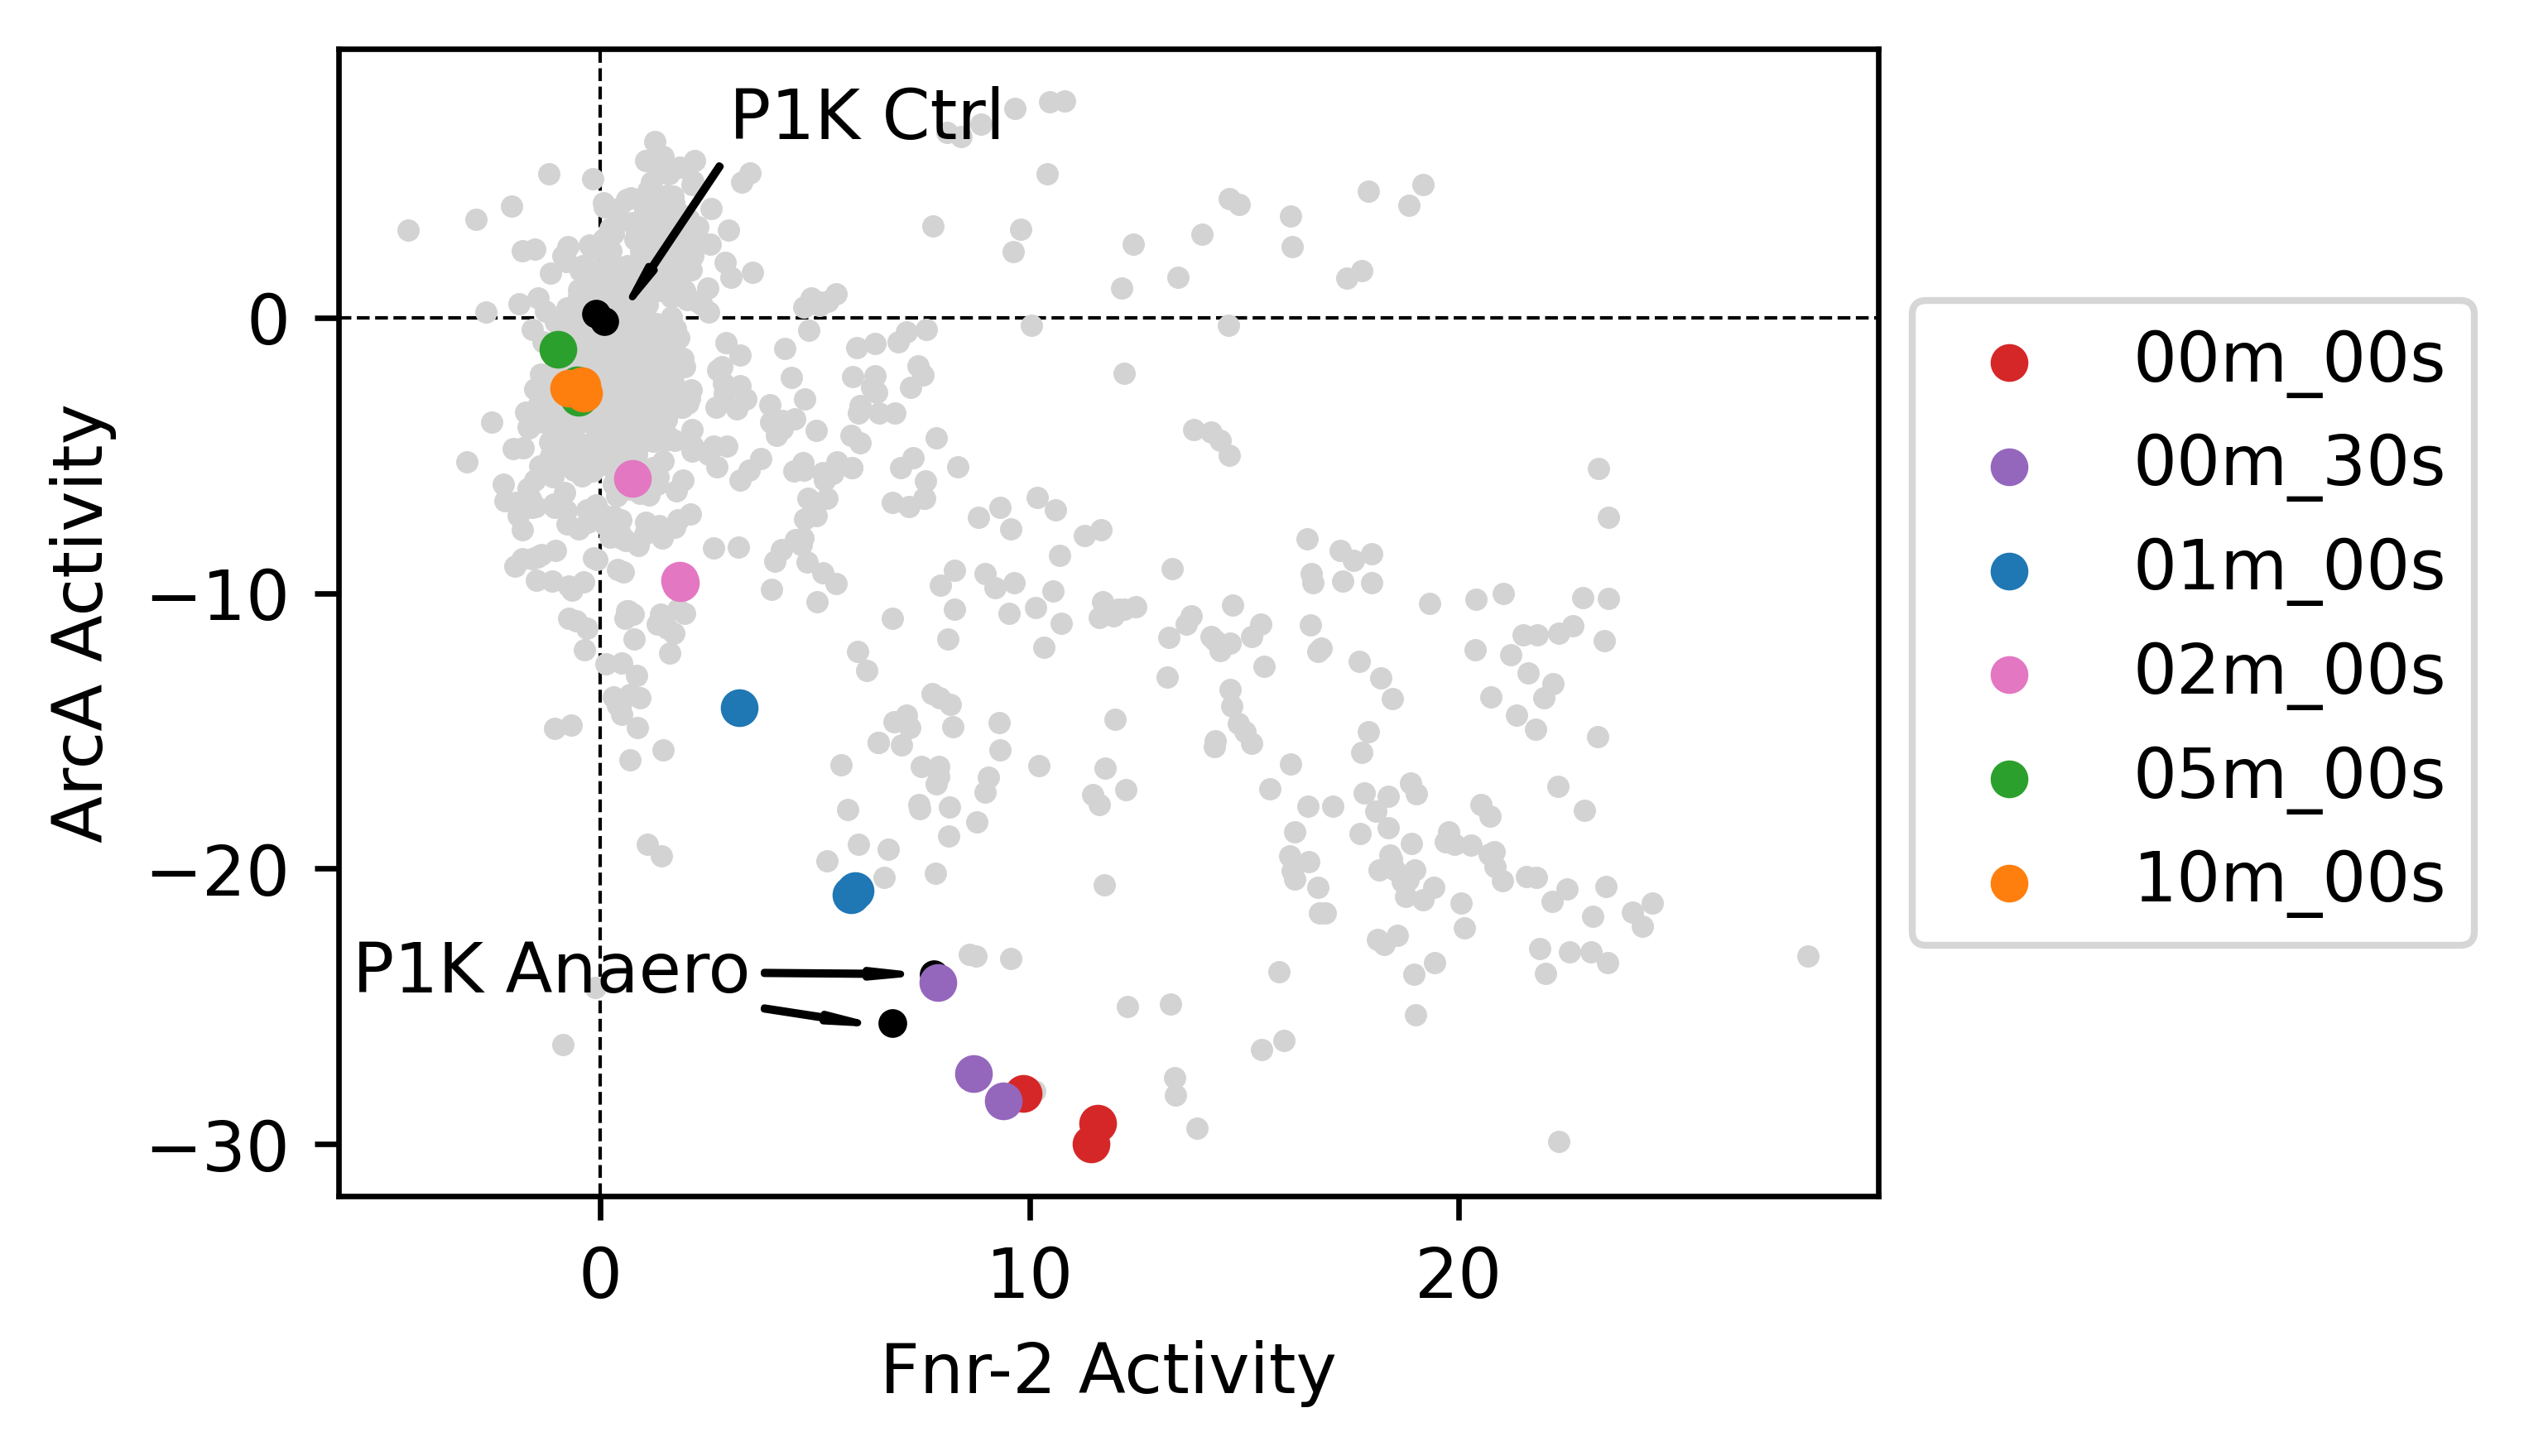 P1K Ctrl
P1K Anaero
0
−10
−20
−30
ArcA Activity
0
10
20
Fnr-2 Activity
00m_00s
00m_30s
01m_00s
02m_00s
05m_00s
10m_00s